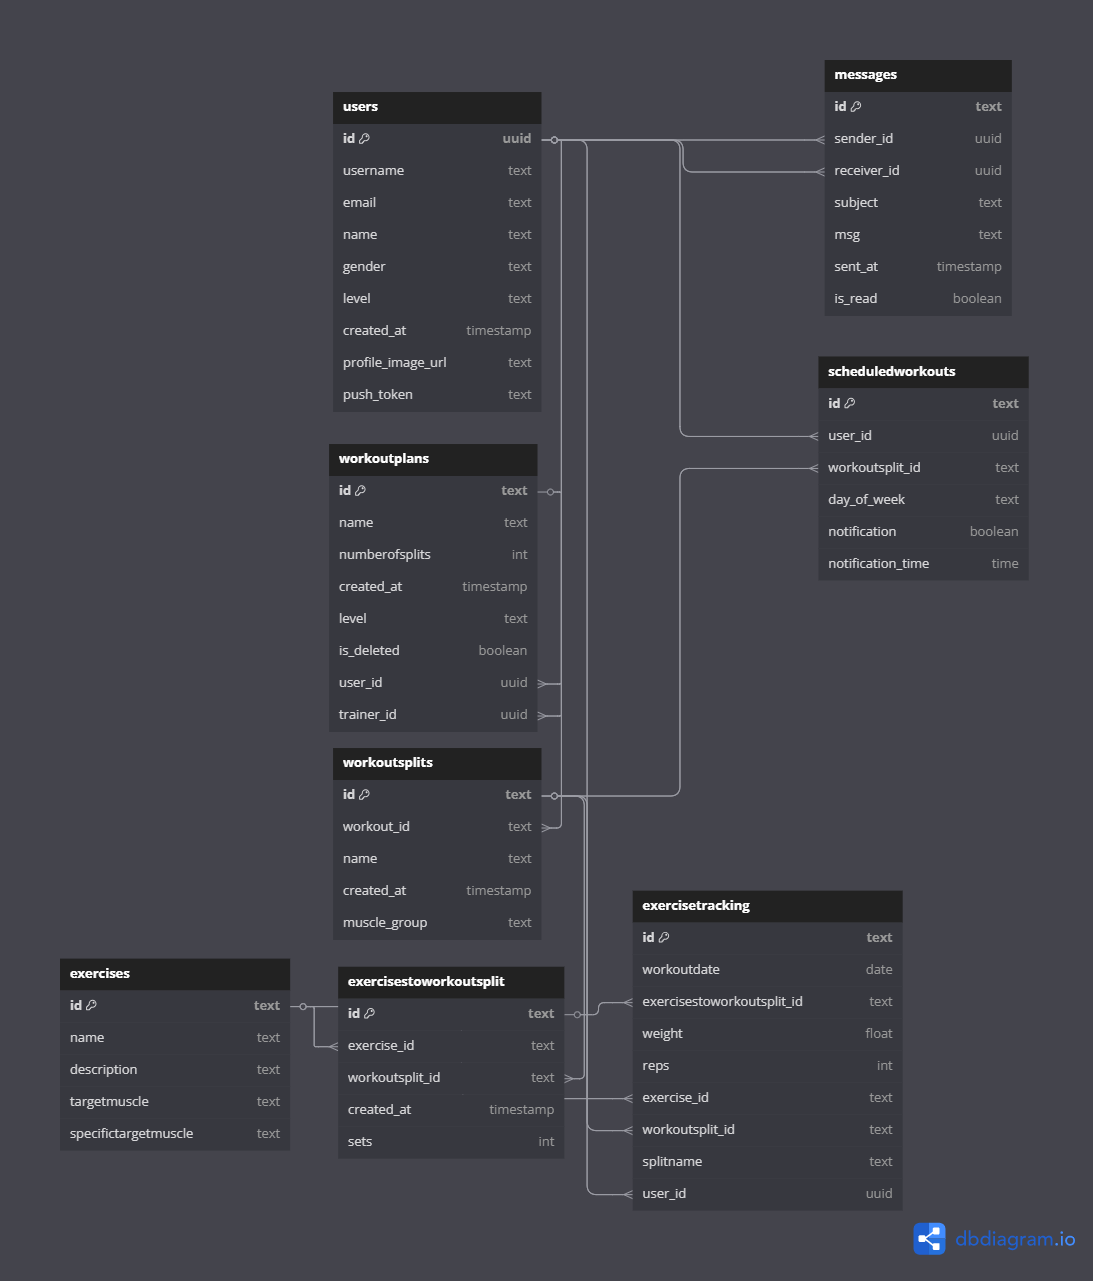 users
id uuid
username text
email text
name text
gender text
level text
created_at timestamp
profile_image_url text
push_token text
messages
id text
sender_id uuid
receiver_id uuid
subject text
msg text
sent_at timestamp
is_read boolean
scheduledworkouts
id text
user_id uuid
workoutsplit_id text
day_of_week text
notification boolean
notification_time time
workoutplans
id text
name text
numberofsplits int
created_at timestamp
level text
is_deleted boolean
user_id uuid
trainer_id uuid
workoutsplits
id text
workout_id text
name text
created_at timestamp
muscle_group text
exercises
id text
name text
description text
targetmuscle text
specifictargetmuscle text
exercisestoworkoutsplit
id text
exercise_id text
workoutsplit_id text
created_at timestamp
sets int
exercisetracking
id text
workoutdate date
exercisestoworkoutsplit_id text
weight float
reps int
exercise_id text
workoutsplit_id text
splitname text
user_id uuid
dbdiagram.io